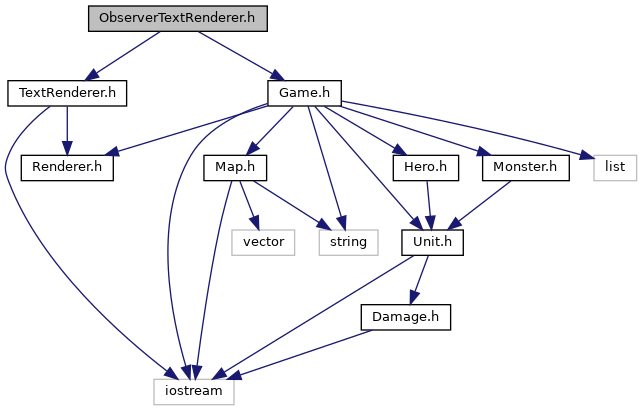 ObserverTextRenderer.h
TextRenderer.h
Game.h
Renderer.h
Map.h
Hero.h
Monster.h
list
vector
string
Unit.h
Damage.h
iostream